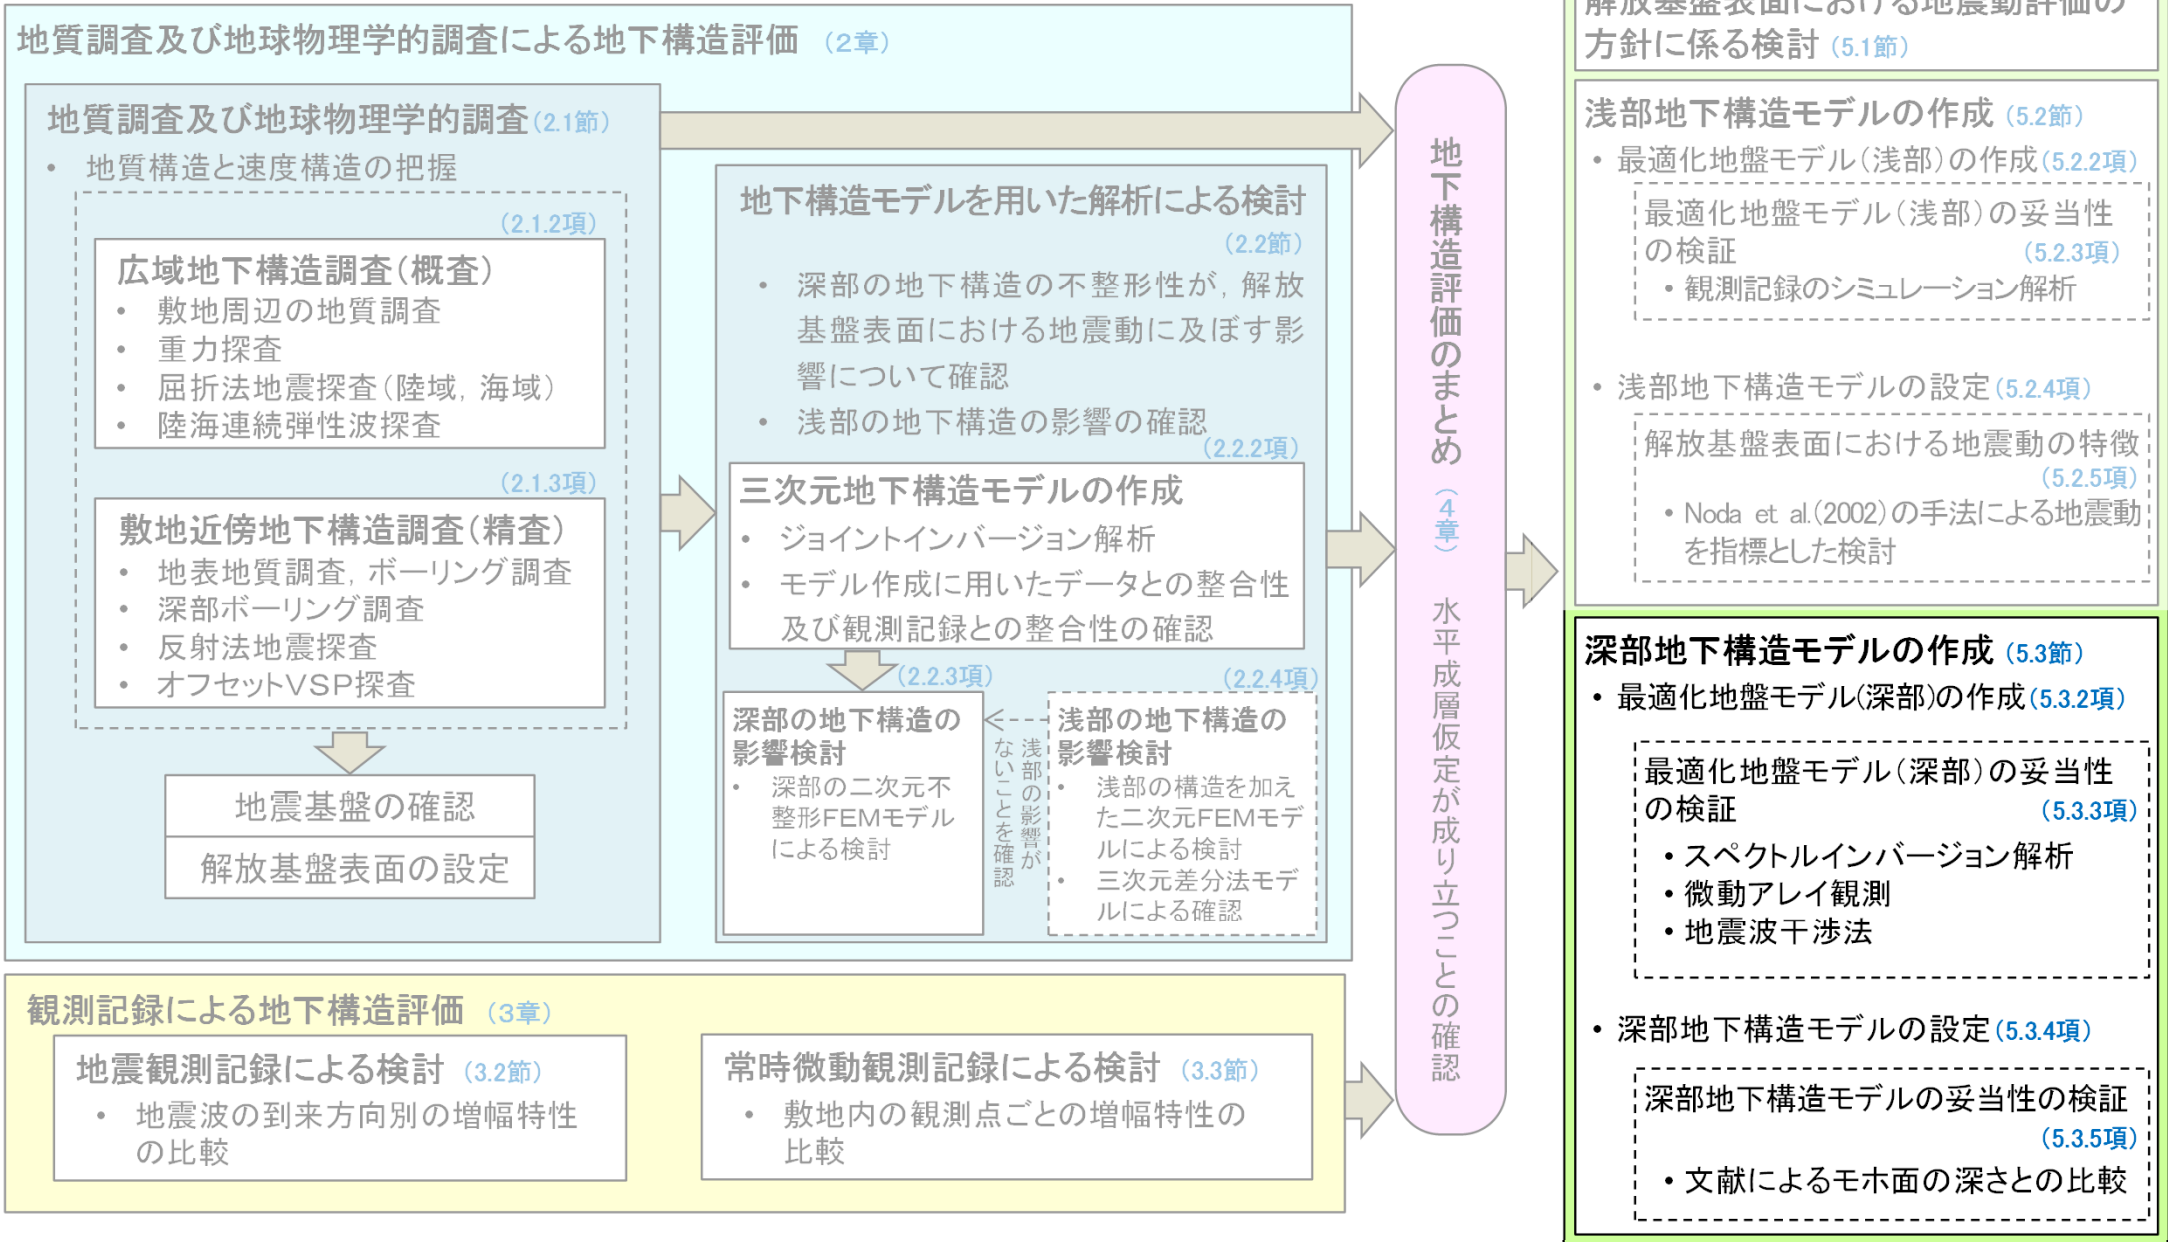 地質調査及び地球物理学的調査による地下構造評価 (2章)
地質調査及び地球物理学的調査(2.1節)
• 地質構造と速度構造の把握
(2.1.2項)
広域地下構造調査(概査)
• 敷地周辺の地質調査
• 重力探査
• 屈折法地震探査(陸域, 海域)
• 陸海連続弾性波探査
(2.1.3項)
敷地近傍地下構造調査(精査)
• 地表地質調査, ボーリング調査
• 深部ボーリング調査
• 反射法地震探査
• オフセットVSP探査
地震基盤の確認
解放基盤表面の設定
地下構造モデルを用いた解析による検討
(2.2節)
• 深部の地下構造の不整形性が, 解放
基盤表面における地震動に及ぼす影
響について確認
• 浅部の地下構造の影響の確認
(2.2.2項)
三次元地下構造モデルの作成
• ジョイントインバージョン解析
• モデル作成に用いたデータとの整合性
及び観測記録との整合性の確認
(2.2.3項)
深部の地下構造の
影響検討
• 深部の二次元不
整形FEMモデル
による検討
浅部の影響が
ないことを確認
(2.2.4項)
浅部の地下構造の
影響検討
• 浅部の構造を加え
た二次元FEMモデ
ルによる検討
• 三次元差分法モデ
ルによる確認
観測記録による地下構造評価 (3章)
地震観測記録による検討 (3.2節)
• 地震波の到来方向別の増幅特性
の比較
常時微動観測記録による検討 (3.3節)
• 敷地内の観測点ごとの増幅特性の
比較
地下構造評価のまとめ(4章) 水平成層仮定が成り立つことの確認
解放基盤表面における地震動評価の
方針に係る検討 (5.1節)
浅部地下構造モデルの作成 (5.2節)
• 最適化地盤モデル(浅部)の作成(5.2.2項)
最適化地盤モデル(浅部)の妥当性
の検証 (5.2.3項)
• 観測記録のシミュレーション解析
• 浅部地下構造モデルの設定(5.2.4項)
解放基盤表面における地震動の特徴
(5.2.5項)
• Noda et al.(2002)の手法による地震動
を指標とした検討
深部地下構造モデルの作成 (5.3節)
• 最適化地盤モデル(深部)の作成(5.3.2項)
最適化地盤モデル(深部)の妥当性
の検証 (5.3.3項)
• スペクトルインバージョン解析
• 微動アレイ観測
• 地震波干渉法
• 深部地下構造モデルの設定(5.3.4項)
深部地下構造モデルの妥当性の検証
(5.3.5項)
• 文献によるモホ面の深さとの比較